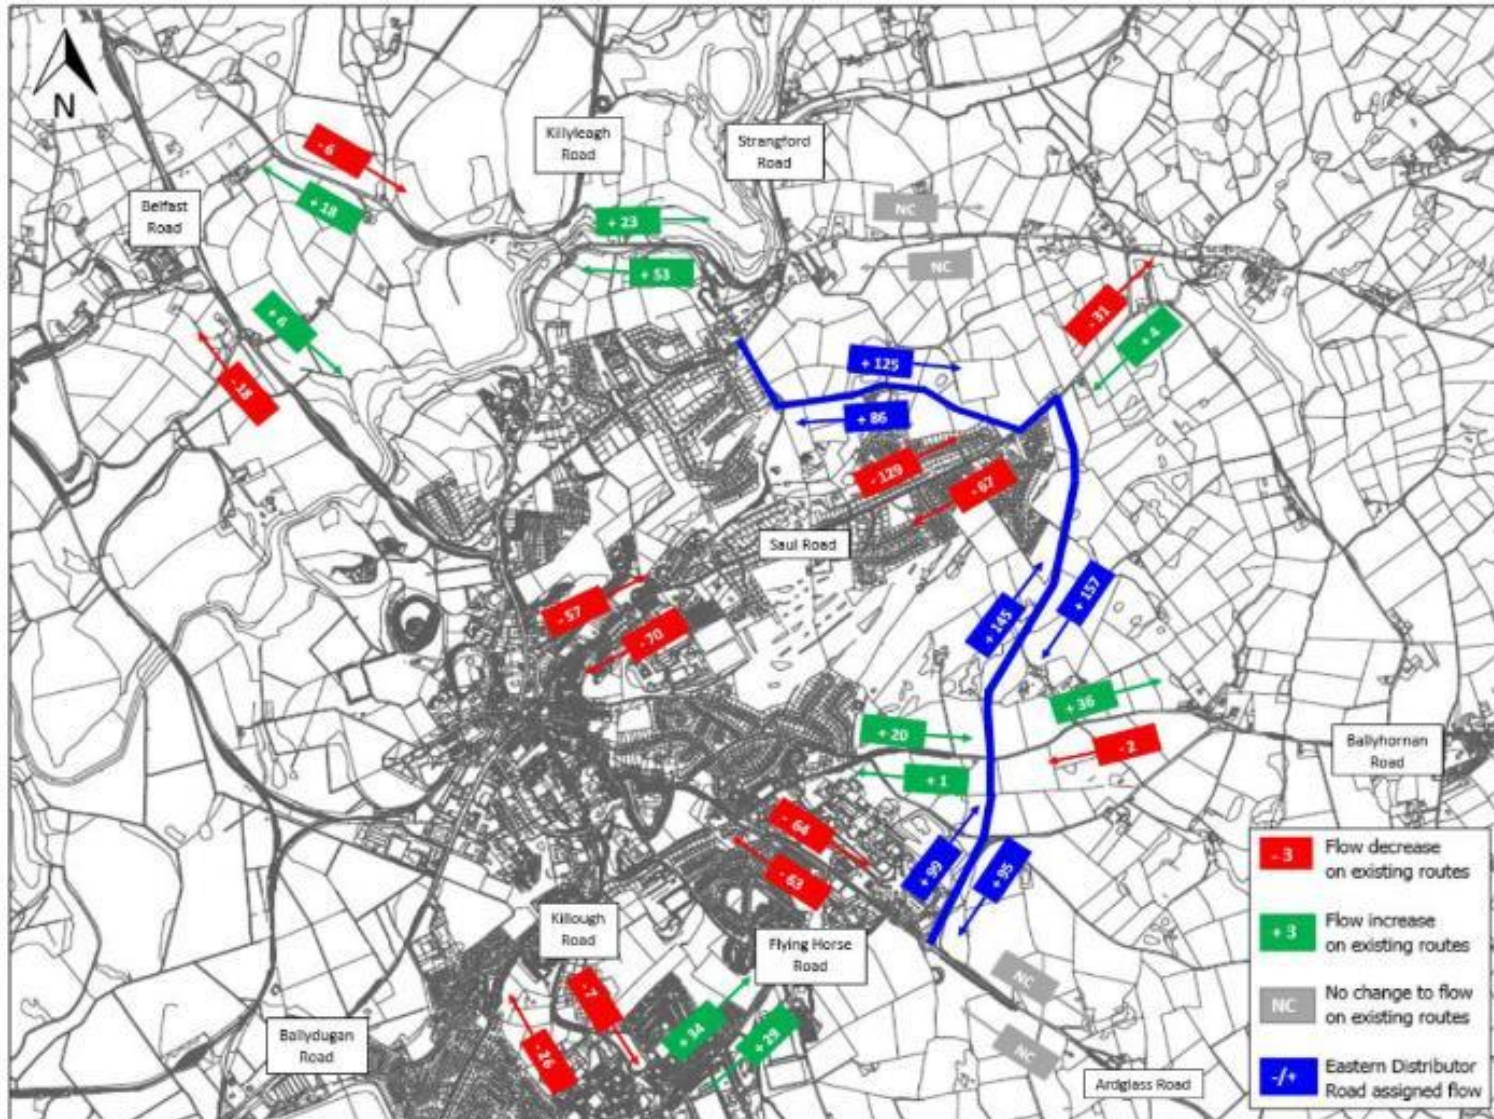 N
Killyleagh
Road
Strangford
Road
Belfast
Road
- 6
+ 18
+ 23
+ 53
NC
NC
+ 6
- 18
- 31
+ 4
+ 125
+ 86
- 129
- 67
Saul Road
- 57
- 70
+ 145
+ 157
+ 36
- 2
+ 20
+ 1
Ballyhornan
Road
- 64
- 63
+ 99
+ 95
Killough
Road
Flying Horse
Road
- 7
- 26
+ 34
+ 29
NC
NC
Ballydugan
Road
Ardglass Road
- 3
Flow decrease
on existing routes
+ 3
Flow increase
on existing routes
NC
No change to flow
on existing routes
-/+
Eastern Distributor
Road assigned flow